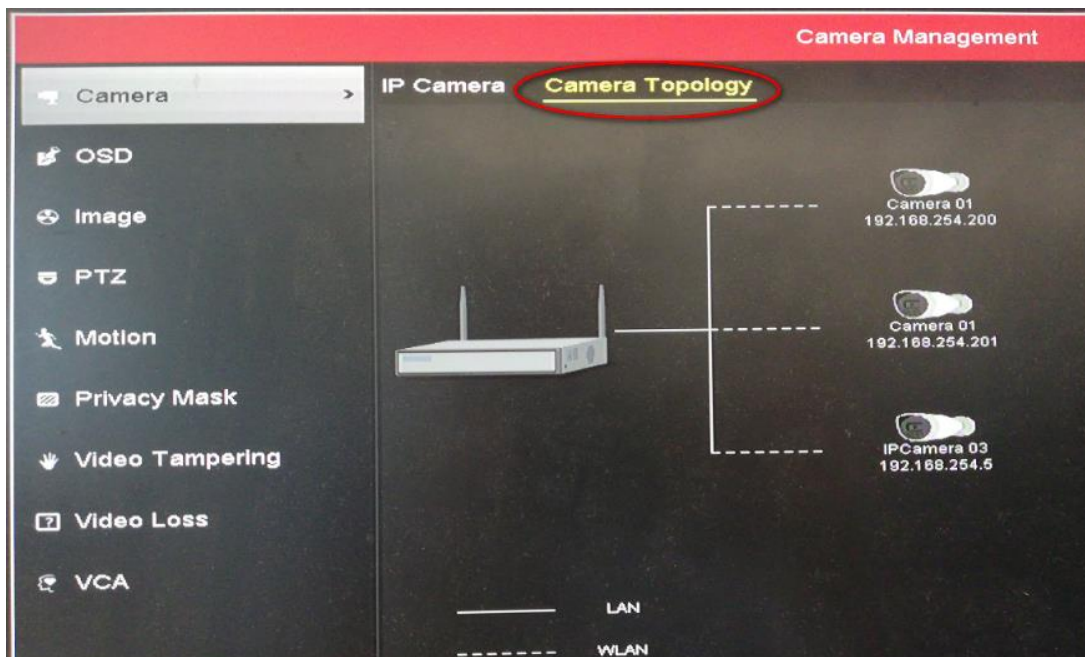 Camera Management
Camera >
IP Camera Camera Topology
OSD
Image
PTZ
Motion
Privacy Mask
Video Tampering
Video Loss
VCA
Camera 01
192.168.254.200
Camera 01
192.168.254.201
IPCamera 03
192.168.254.5
LAN
WLAN